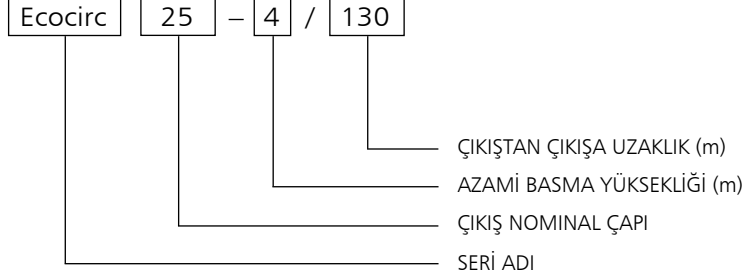 Ecocirc 25 – 4 / 130
ÇIKIŞTAN ÇIKIŞA UZAKLIK (m)
AZAMİ BASMA YÜKSEKLİĞİ (m)
ÇIKIŞ NOMINAL ÇAPI
SERİ ADI